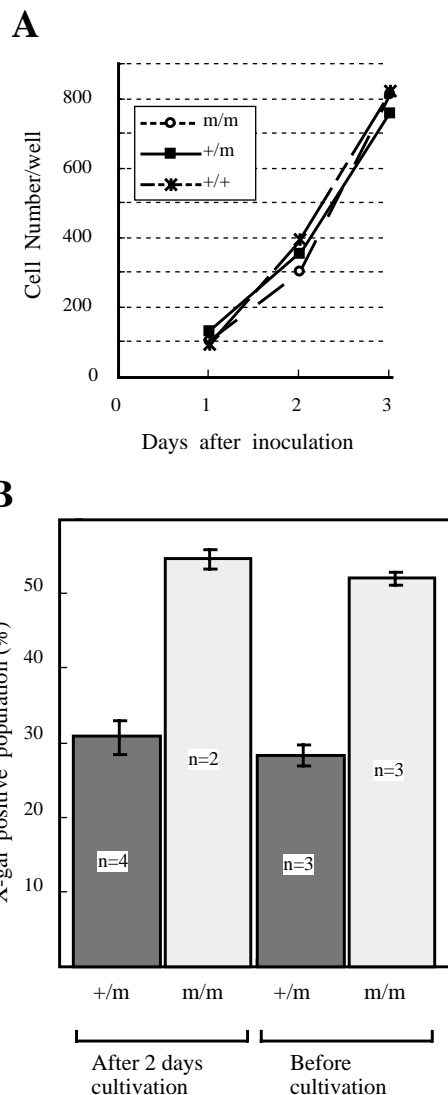 A
Cell Number/well
800
600
400
200
0
m/m
+/m
+/+
0 1 2 3
Days after inoculation
B
X-gal positive population (%)
50
40
30
20
10
n=4
n=2
n=3
n=3
+/m m/m +/m m/m
After 2 days
cultivation
Before
cultivation